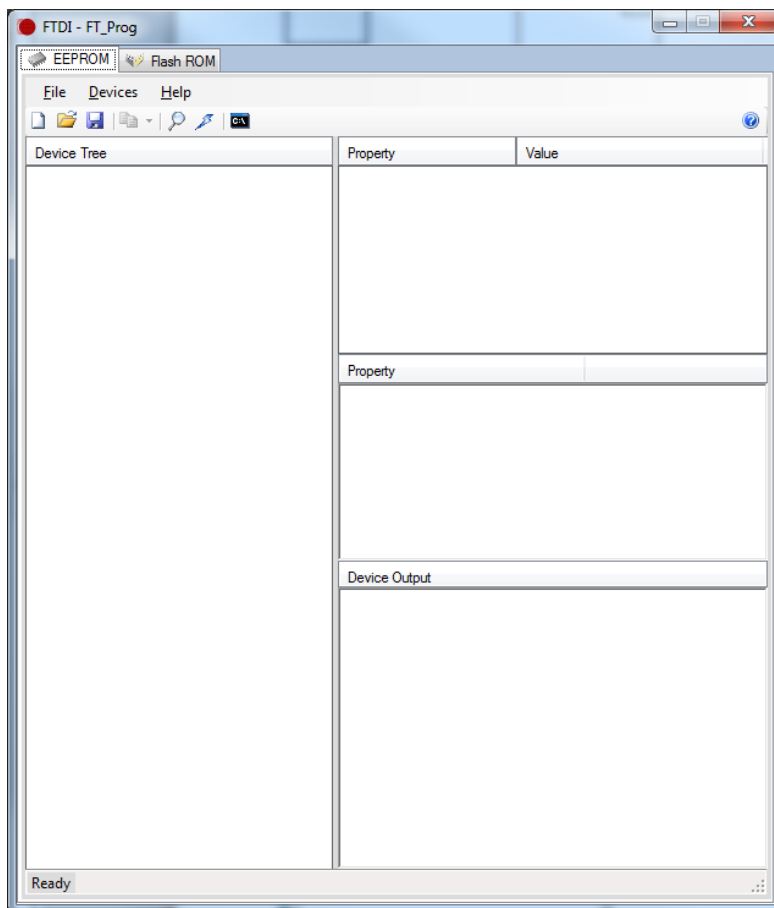 FTDI - FT_Prog
EEPROM Flash ROM
File Devices Help
C:\
Device Tree Property Value
Property
Device Output
Ready